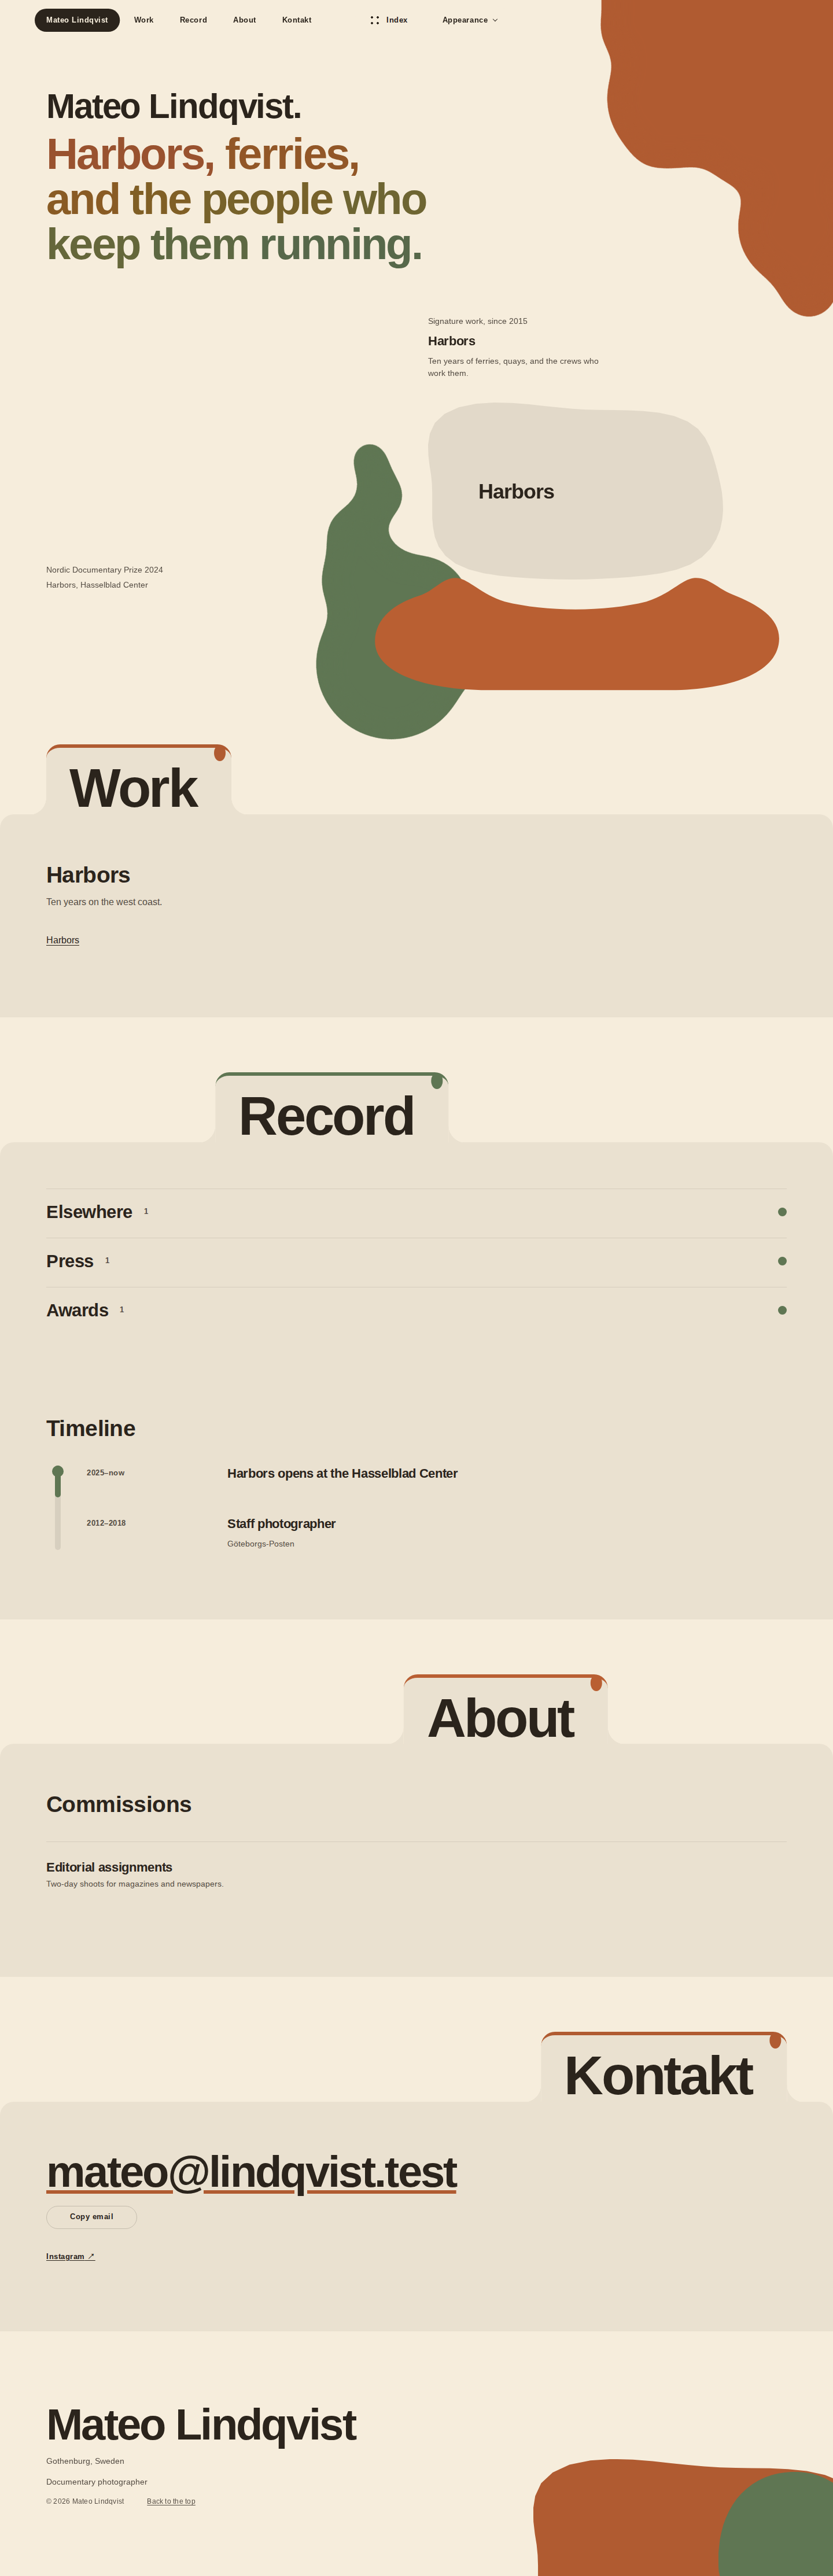 Mateo Lindqvist Work Record About Kontakt Index Appearance
Mateo Lindqvist.
Harbors, ferries,
and the people who
keep them running.
Signature work, since 2015
Harbors
Ten years of ferries, quays, and the crews who
work them.
Harbors
Nordic Documentary Prize 2024
Harbors, Hasselblad Center
Work
Harbors
Ten years on the west coast.
Harbors
Record
Elsewhere 1
Press 1
Awards 1
Timeline
2025–now Harbors opens at the Hasselblad Center
2012–2018 Staff photographer
Göteborgs-Posten
About
Commissions
Editorial assignments
Two-day shoots for magazines and newspapers.
Kontakt
mateo@lindqvist.test
Copy email
Instagram ↗
Mateo Lindqvist
Gothenburg, Sweden
Documentary photographer
© 2026 Mateo Lindqvist Back to the top